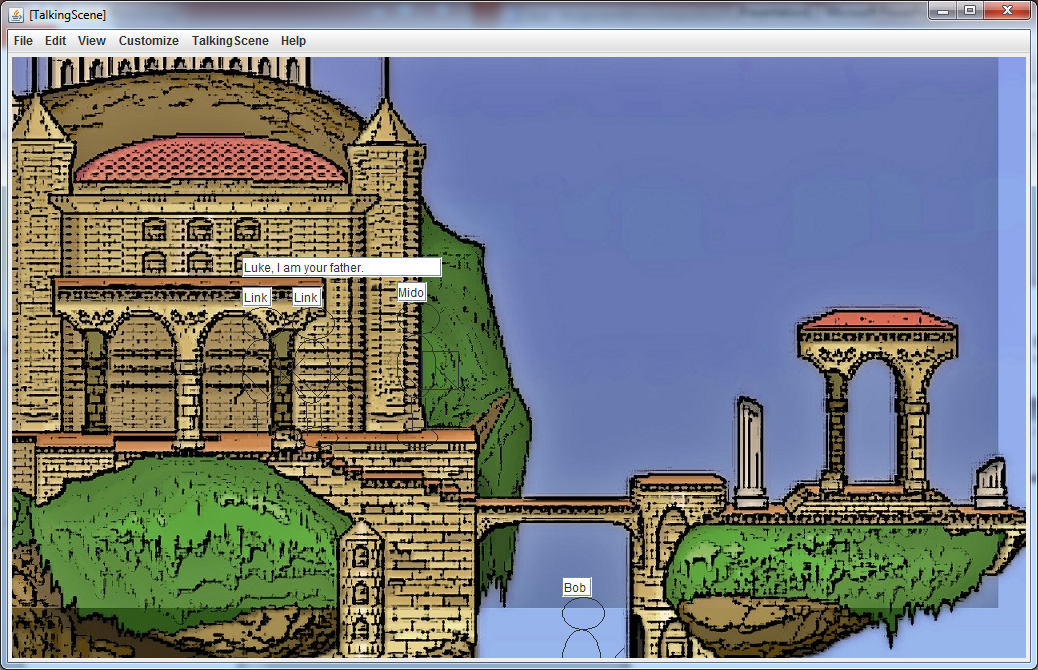 [TalkingScene]
File Edit View Customize TalkingScene Help
Luke, I am your father.
Link Link Mido
Bob